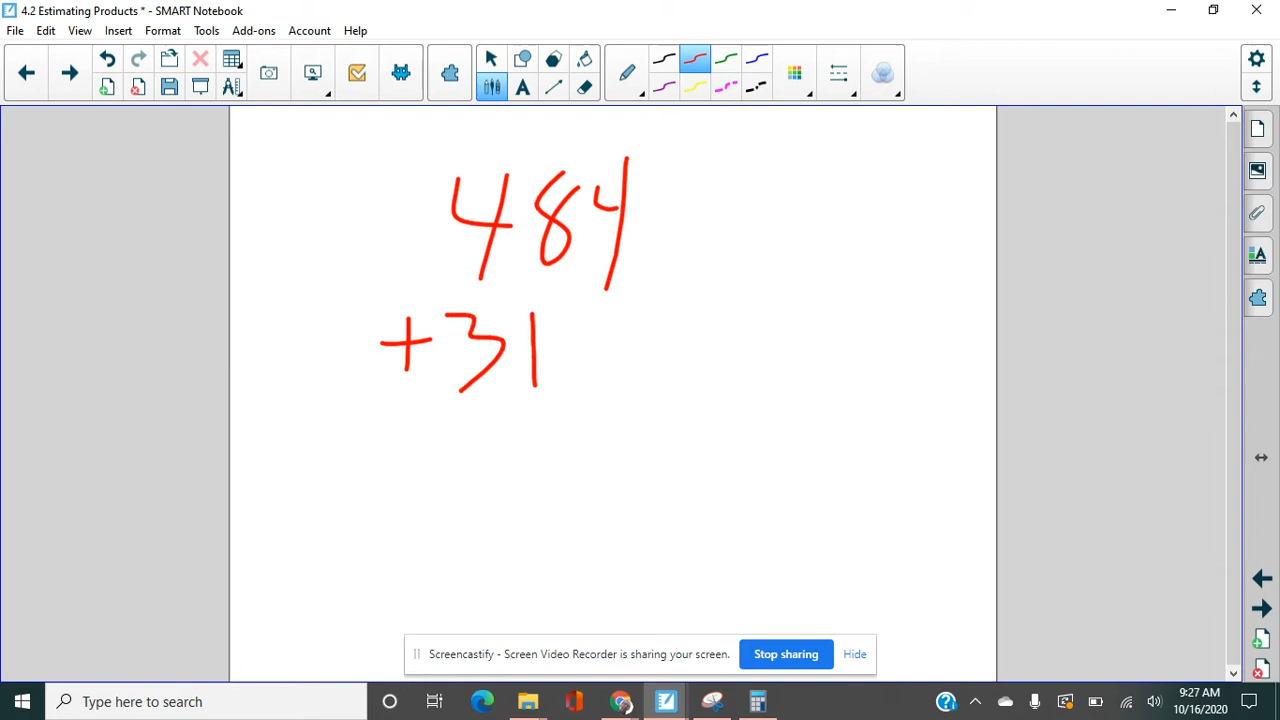 4.2 Estimating Products * - SMART Notebook
File Edit View Insert Format Tools Add-ons Account Help
484
+31
Screencastify - Screen Video Recorder is sharing your screen. Stop sharing Hide
Type here to search
9:27 AM
10/16/2020